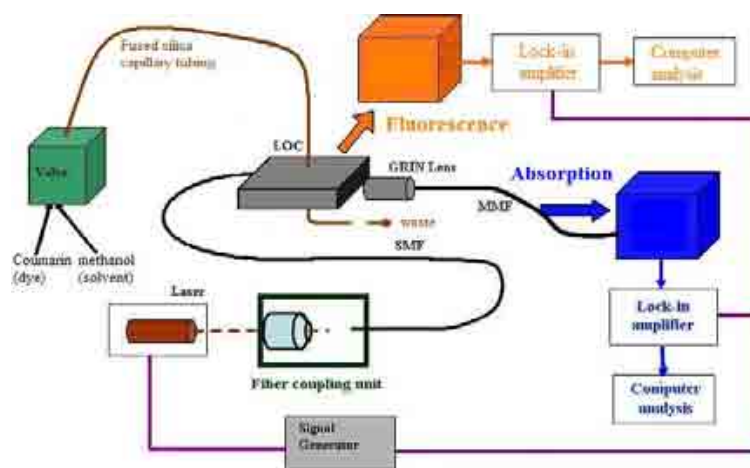 Fused silica
capillary tubing
Lock-in
amplifier
Computer
analysis
Fluorescence
LOC
GRIN Lens
Absorption
Valve
MMF
waste
Coumarin methanol
(dye) (solvent)
SMF
Laser
Lock-in
amplifier
Fiber coupling unit
Computer
analysis
Signal
Generator